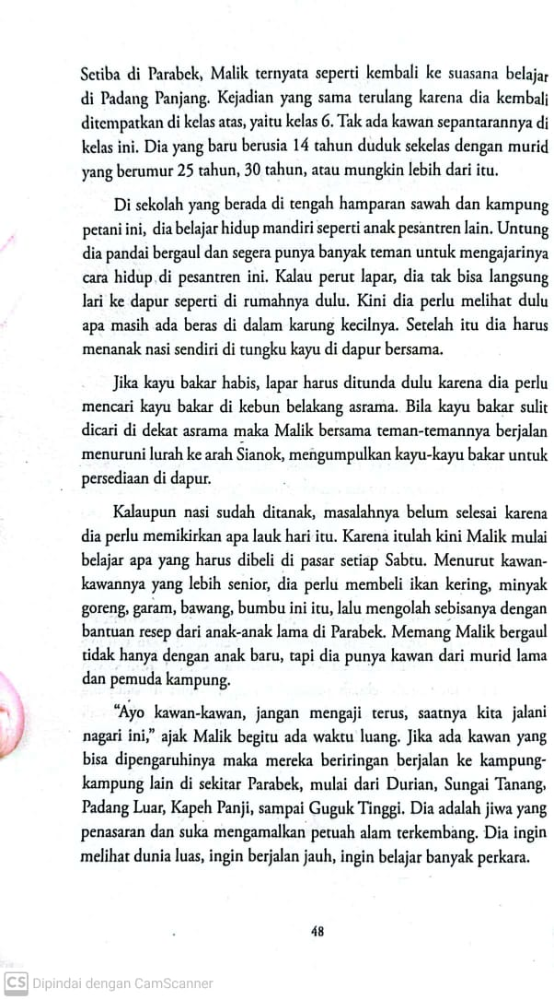 Setiba di Parabek, Malik ternyata seperti kembali ke suasana belajar
di Padang Panjang. Kejadian yang sama terulang karena dia kembali
ditempatkan di kelas atas, yaitu kelas 6. Tak ada kawan sepantarannya di
kelas ini. Dia yang baru berusia 14 tahun duduk sekelas dengan murid
yang berumur 25 tahun, 30 tahun, atau mungkin lebih dari itu.
Di sekolah yang berada di tengah hamparan sawah dan kampung
petani ini, dia belajar hidup mandiri seperti anak pesantren lain. Untung
dia pandai bergaul dan segera punya banyak teman untuk mengajarinya
cara hidup di pesantren ini. Kalau perut lapar, dia tak bisa langsung
lari ke dapur seperti di rumahnya dulu. Kini dia perlu melihat dulu
apa masih ada beras di dalam karung kecilnya. Setelah itu dia harus
menanak nasi sendiri di tungku kayu di dapur bersama.
Jika kayu bakar habis, lapar harus ditunda dulu karena dia perlu
mencari kayu bakar di kebun belakang asrama. Bila kayu bakar sulit
dicari di dekat asrama maka Malik bersama teman-temannya berjalan
menuruni lurah ke arah Sianok, mengumpulkan kayu-kayu bakar untuk
persediaan di dapur.
Kalaupun nasi sudah ditanak, masalahnya belum selesai karena
dia perlu memikirkan apa lauk hari itu. Karena itulah kini Malik mulai
belajar apa yang harus dibeli di pasar setiap Sabtu. Menurut kawan-
kawannya yang lebih senior, dia perlu membeli ikan kering, minyak
goreng, garam, bawang, bumbu ini itu, lalu mengolah sebisanya dengan
bantuan resep dari anak-anak lama di Parabek. Memang Malik bergaul
tidak hanya dengan anak baru, tapi dia punya kawan dari murid lama
dan pemuda kampung.
“Ayo kawan-kawan, jangan mengaji terus, saatnya kita jalani
nagari ini,” ajak Malik begitu ada waktu luang. Jika ada kawan yang
bisa dipengaruhinya maka mereka beriringan berjalan ke kampung-
kampung lain di sekitar Parabek, mulai dari Durian, Sungai Tanang,
Padang Luar, Kapeh Panji, sampai Guguk Tinggi. Dia adalah jiwa yang
penasaran dan suka mengamalkan petuah alam terkembang. Dia ingin
melihat dunia luas, ingin berjalan jauh, ingin belajar banyak perkara.
48
CS Dipindai dengan CamScanner